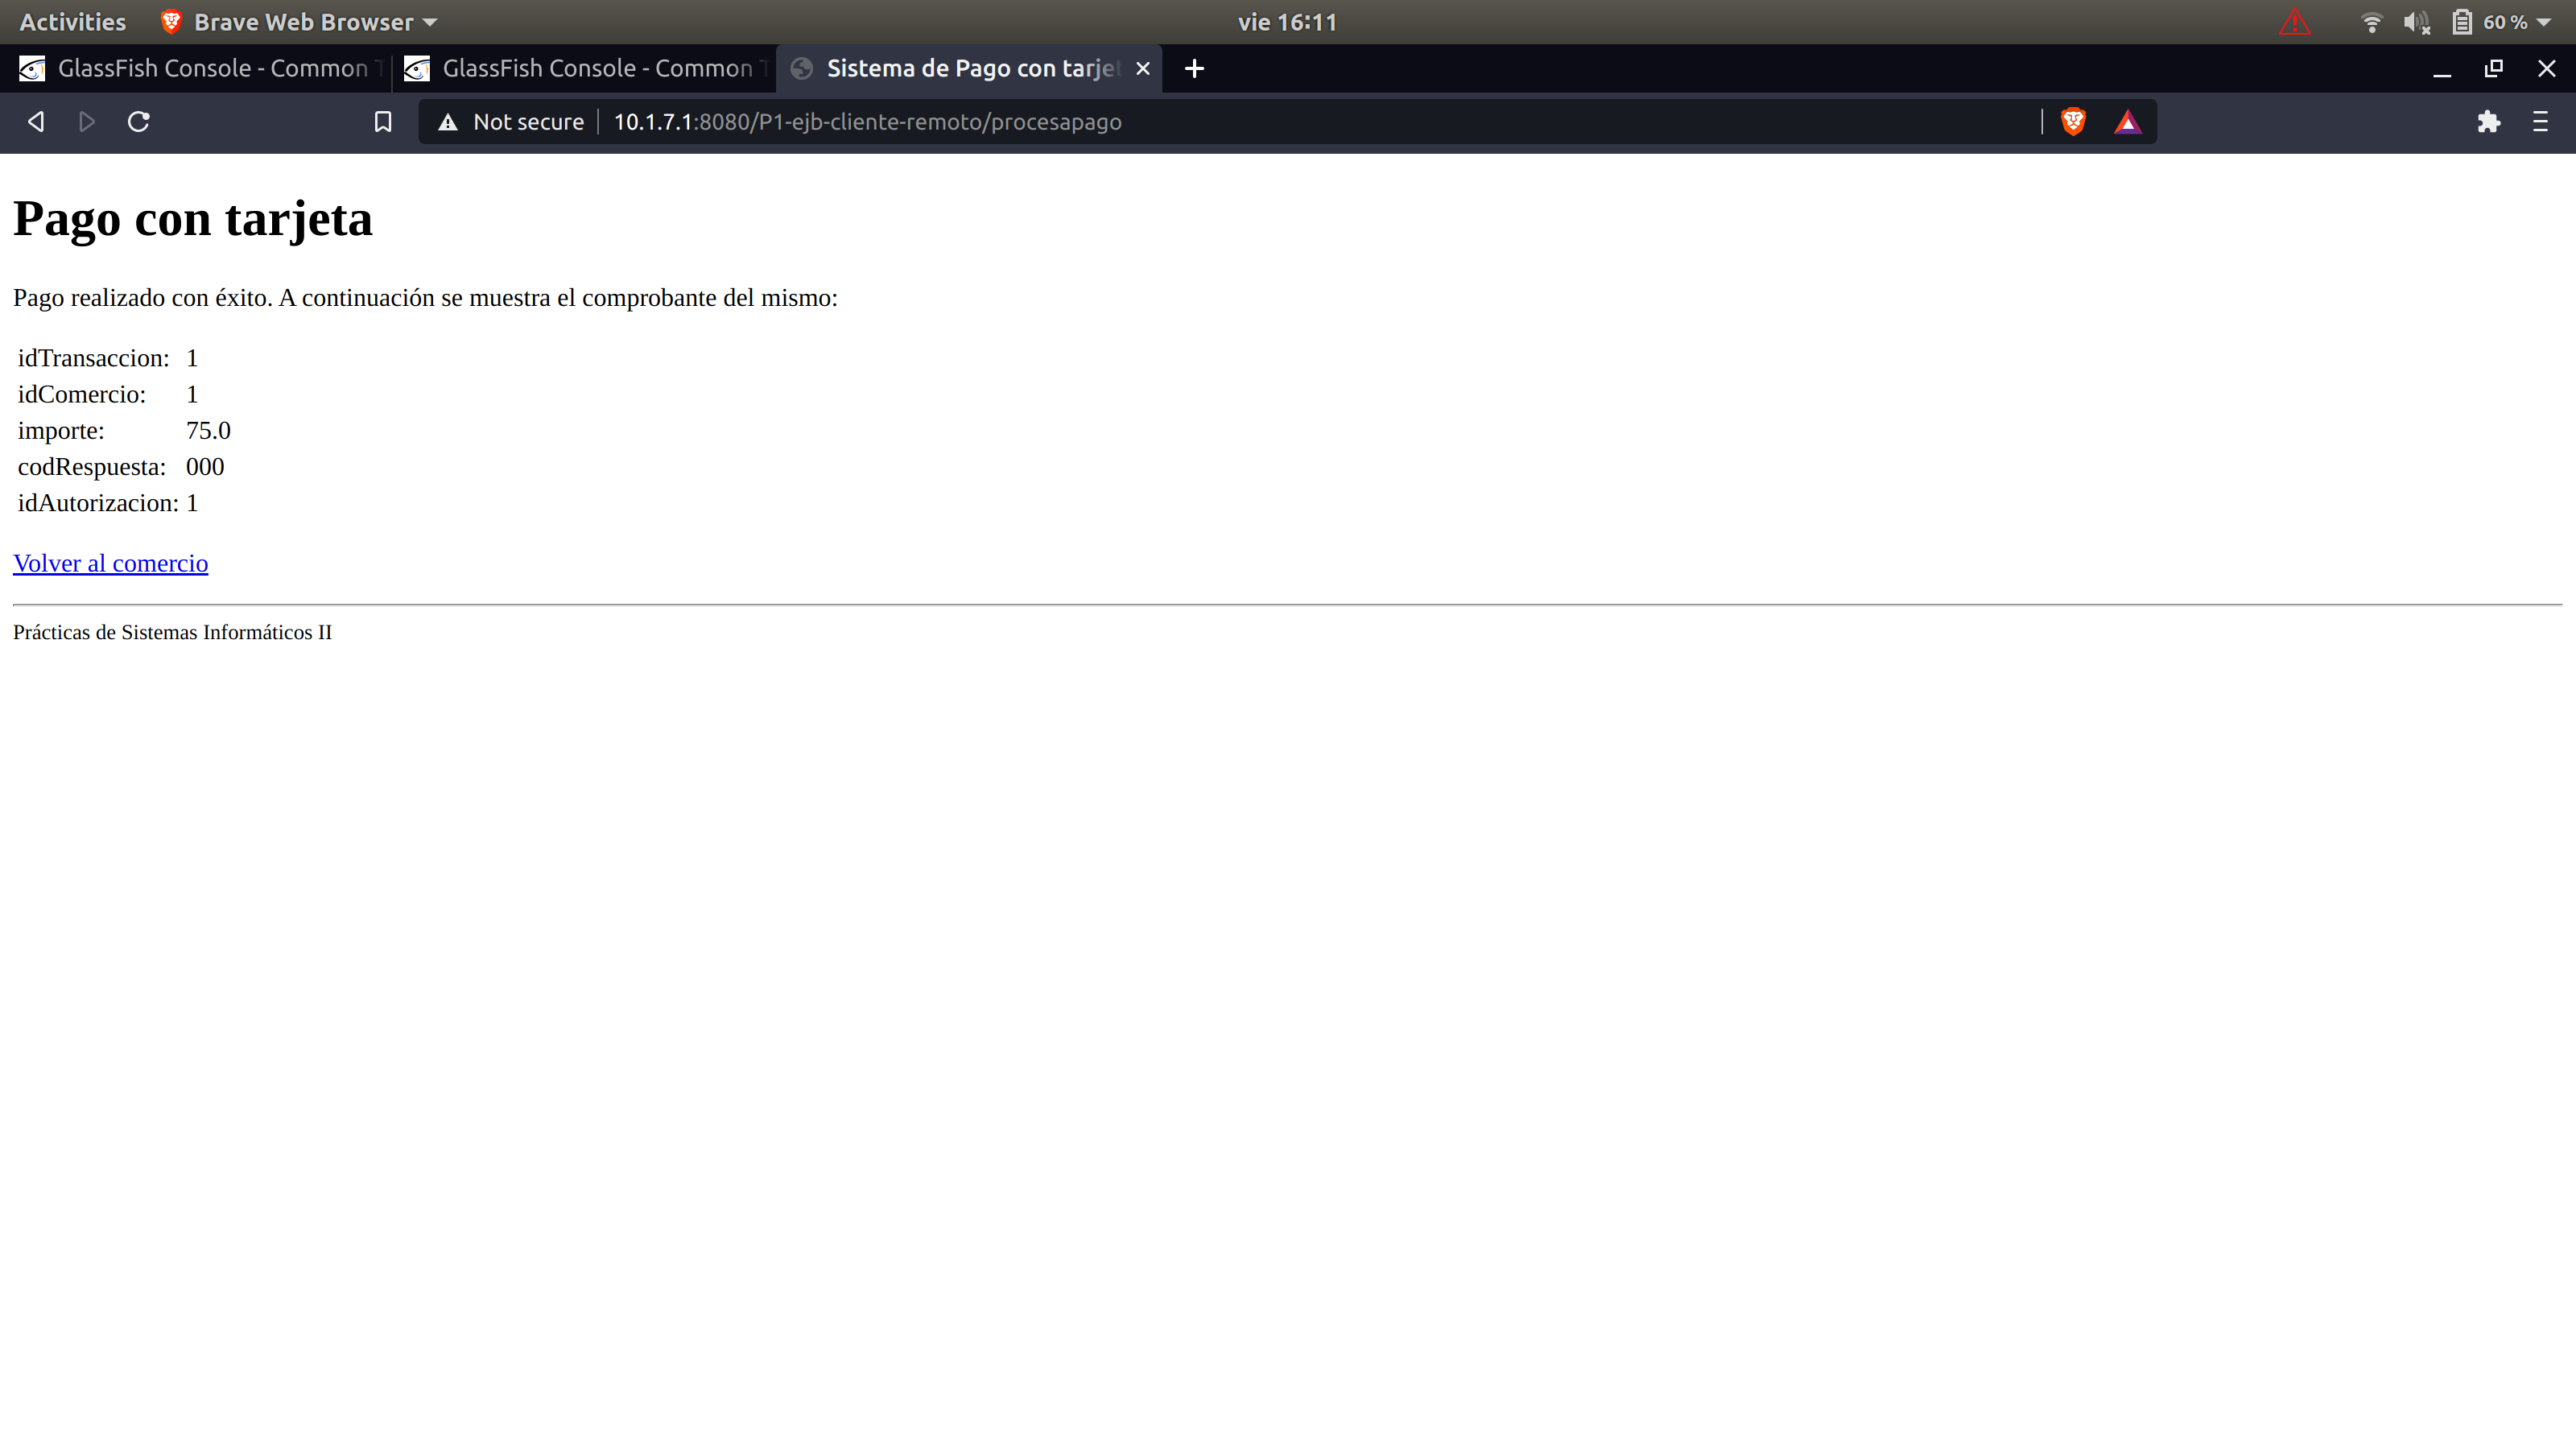 Activities Brave Web Browser vie 16:11 60 %
GlassFish Console - Common T GlassFish Console - Common T Sistema de Pago con tarjet
Not secure 10.1.7.1:8080/P1-ejb-cliente-remoto/procesapago
Pago con tarjeta
Pago realizado con éxito. A continuación se muestra el comprobante del mismo:
idTransaccion: 1
idComercio: 1
importe: 75.0
codRespuesta: 000
idAutorizacion: 1
Volver al comercio
Prácticas de Sistemas Informáticos II